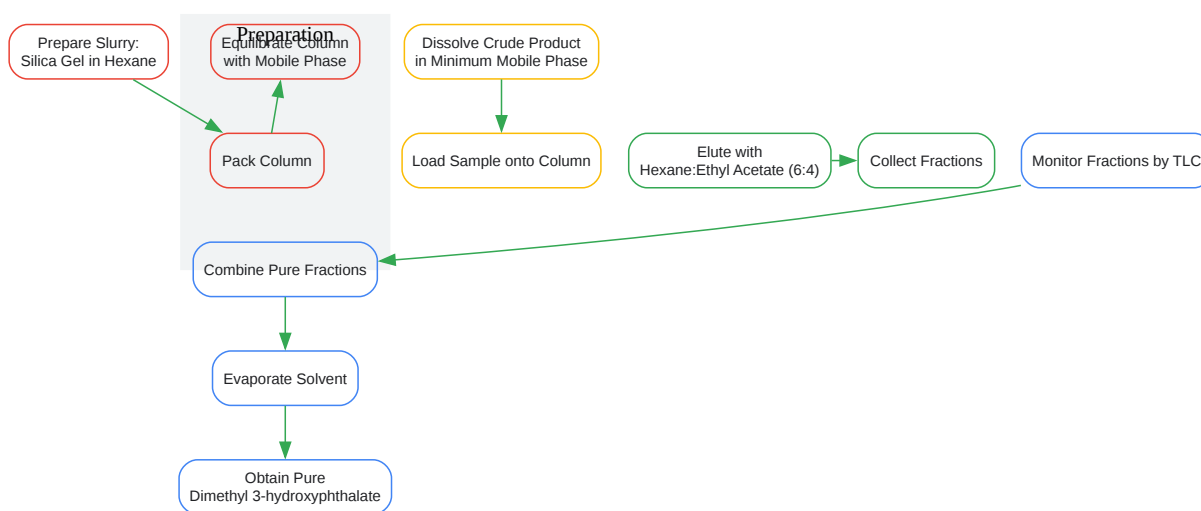 Preparation
Prepare Slurry:
Silica Gel in Hexane
Equilibrate Column
with Mobile Phase
Dissolve Crude Product
in Minimum Mobile Phase
Pack Column
Load Sample onto Column
Elute with
Hexane:Ethyl Acetate (6:4)
Collect Fractions
Monitor Fractions by TLC
Combine Pure Fractions
Evaporate Solvent
Obtain Pure
Dimethyl 3-hydroxyphthalate